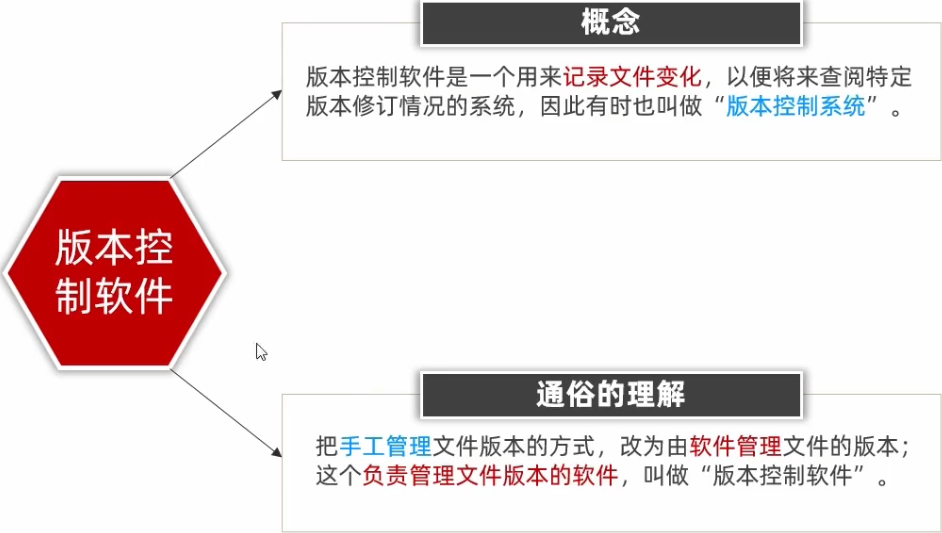 概念
版本控制软件是一个用来记录文件变化，以便将来查阅特定
版本修订情况的系统，因此有时也叫做“版本控制系统”。
版本控
制软件
通俗的理解
把手工管理文件版本的方式，改为由软件管理文件的版本；
这个负责管理文件版本的软件，叫做“版本控制软件”。